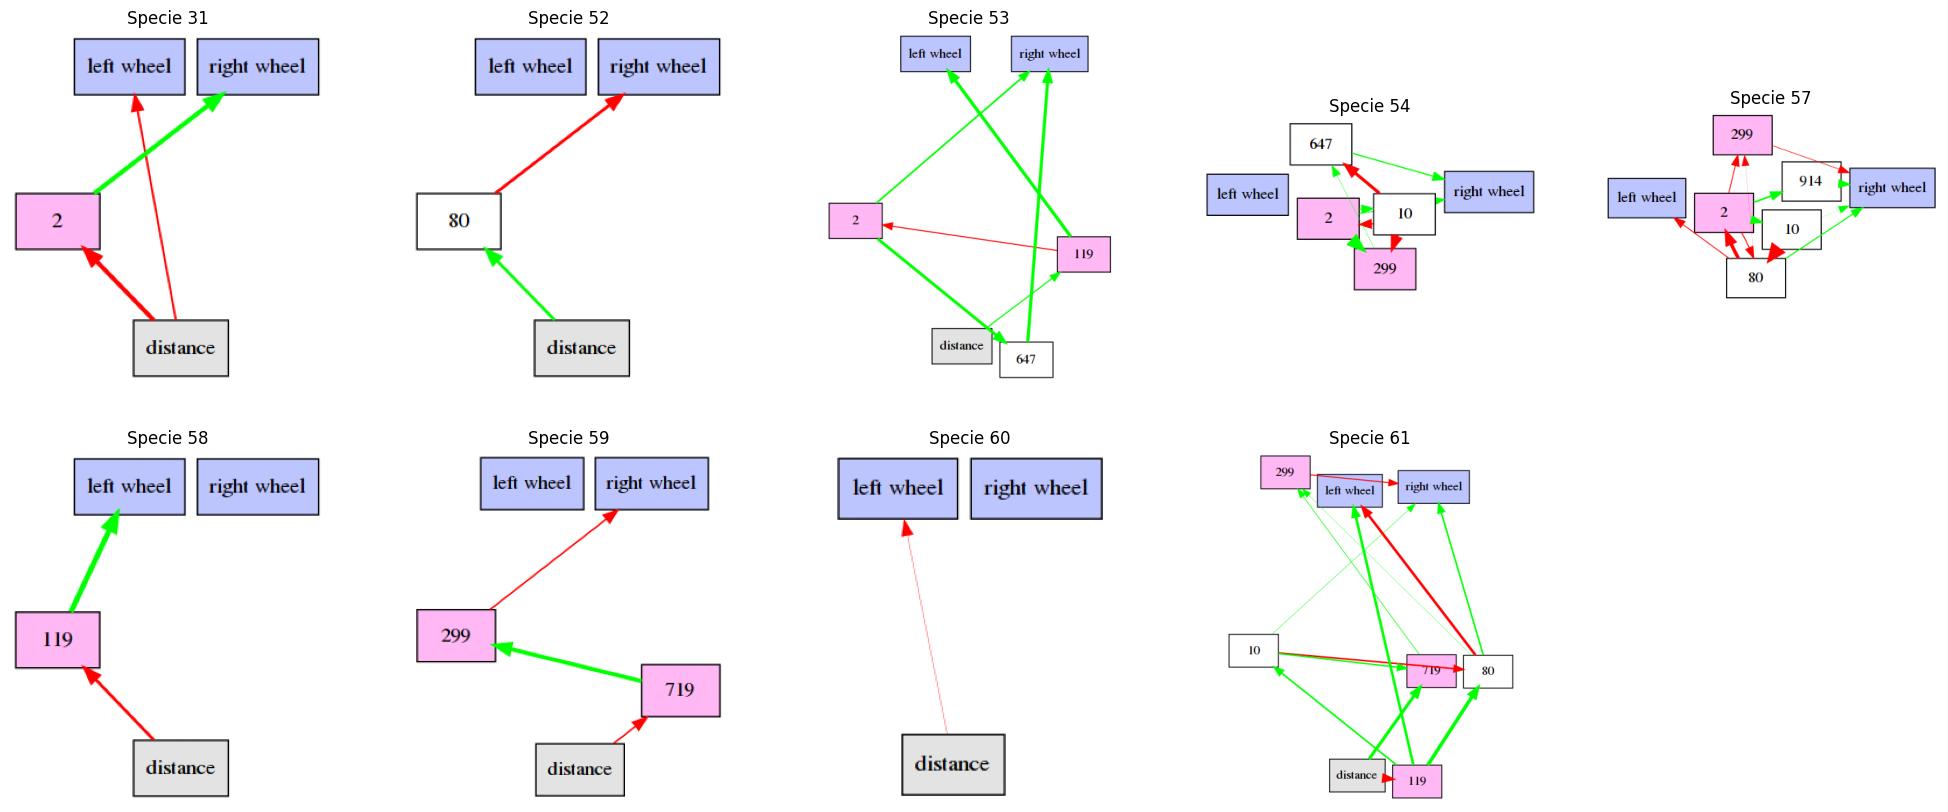 Specie 31
left wheel
right wheel
2
distance
Specie 52
left wheel
right wheel
80
distance
Specie 53
left wheel
right wheel
2
119
distance
647
Specie 54
647
left wheel
right wheel
2
10
299
Specie 57
299
914
left wheel
right wheel
2
10
80
Specie 58
left wheel
right wheel
119
distance
Specie 59
left wheel
right wheel
299
719
distance
Specie 60
left wheel
right wheel
distance
Specie 61
299
left wheel
right wheel
10
719
80
distance
119